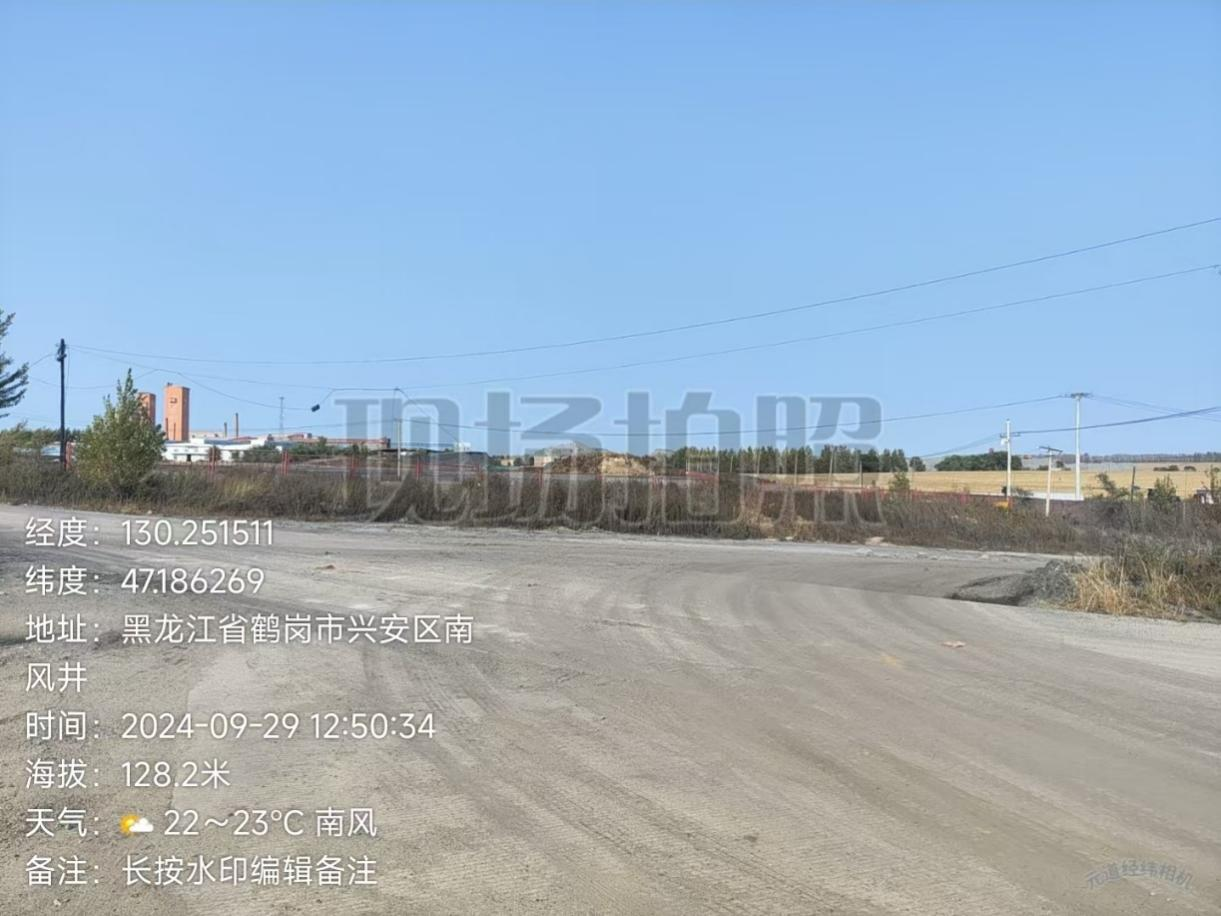 现场拍照
经度：130.251511
纬度：47.186269
地址：黑龙江省鹤岗市兴安区南
风井
时间：2024-09-29 12:50:34
海拔：128.2米
天气：22～23℃ 南风
备注：长按水印编辑备注
元道经纬相机